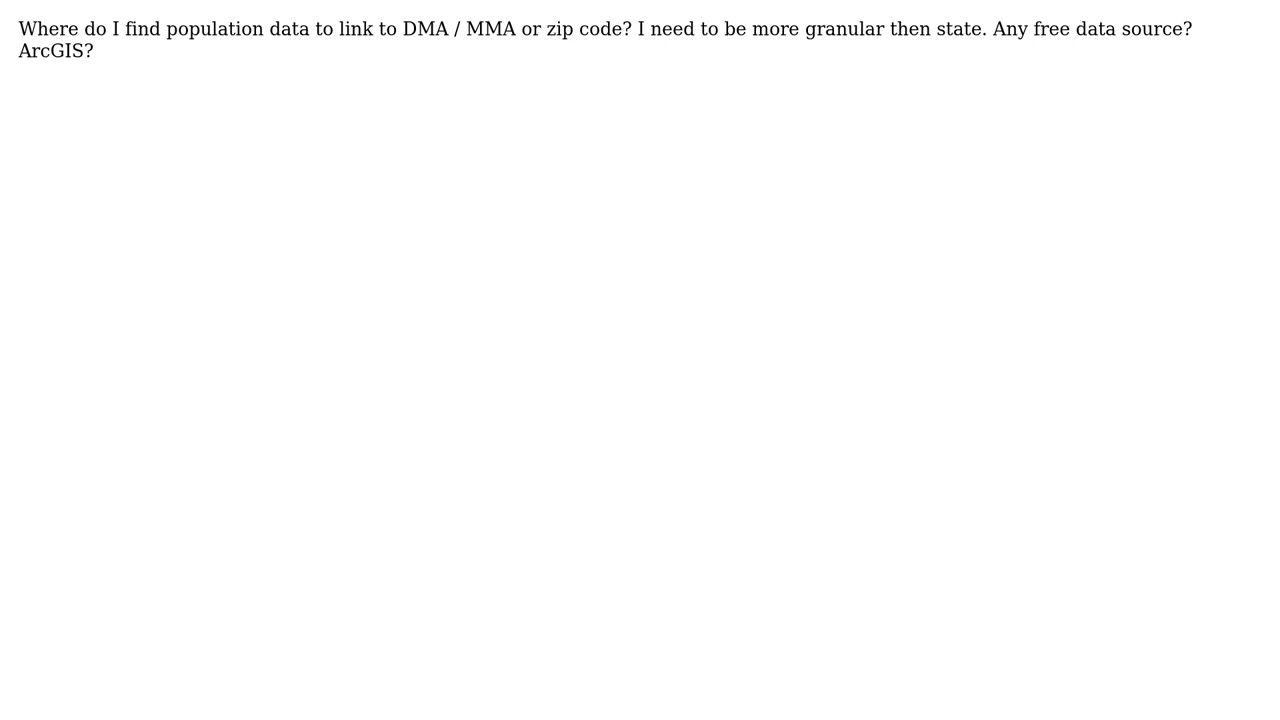 Where do I find population data to link to DMA / MMA or zip code? I need to be more granular then state. Any free data source?
ArcGIS?